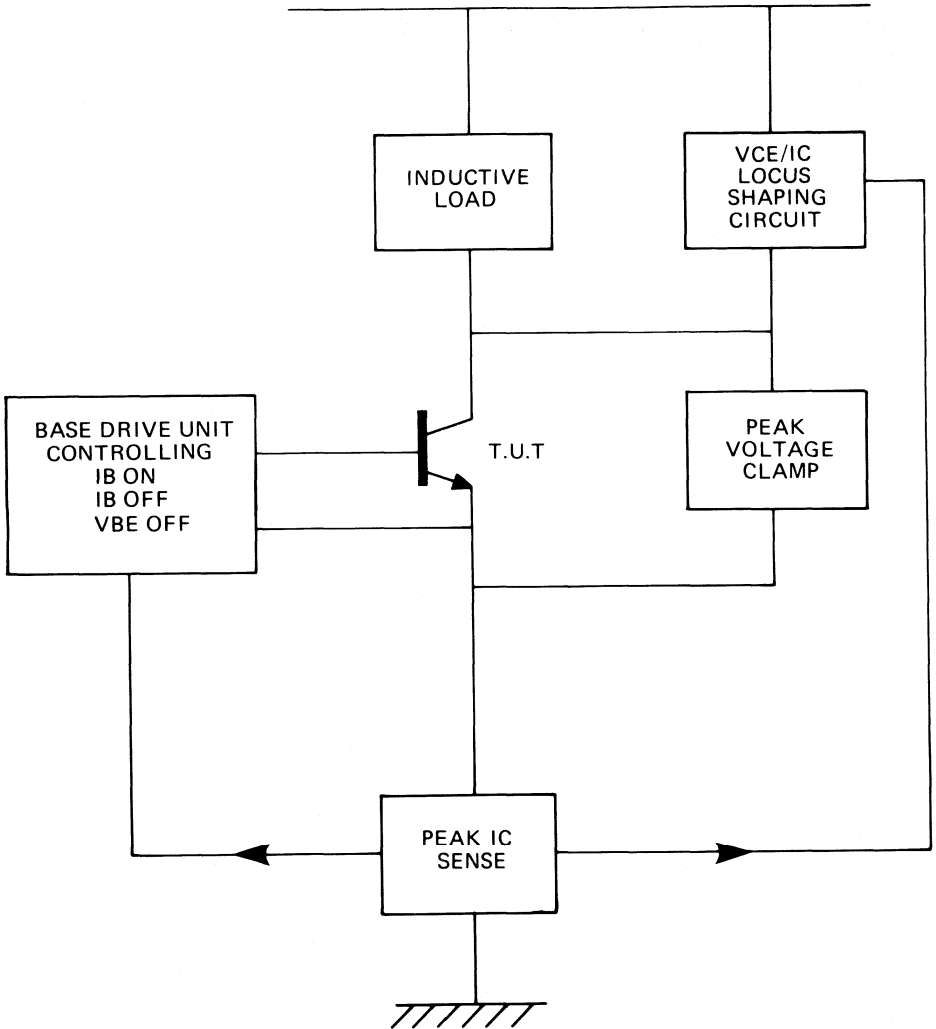 INDUCTIVE
LOAD
VCE/IC
LOCUS
SHAPING
CIRCUIT
BASE DRIVE UNIT
CONTROLLING
IB ON
IB OFF
VBE OFF
T.U.T
PEAK
VOLTAGE
CLAMP
PEAK IC
SENSE